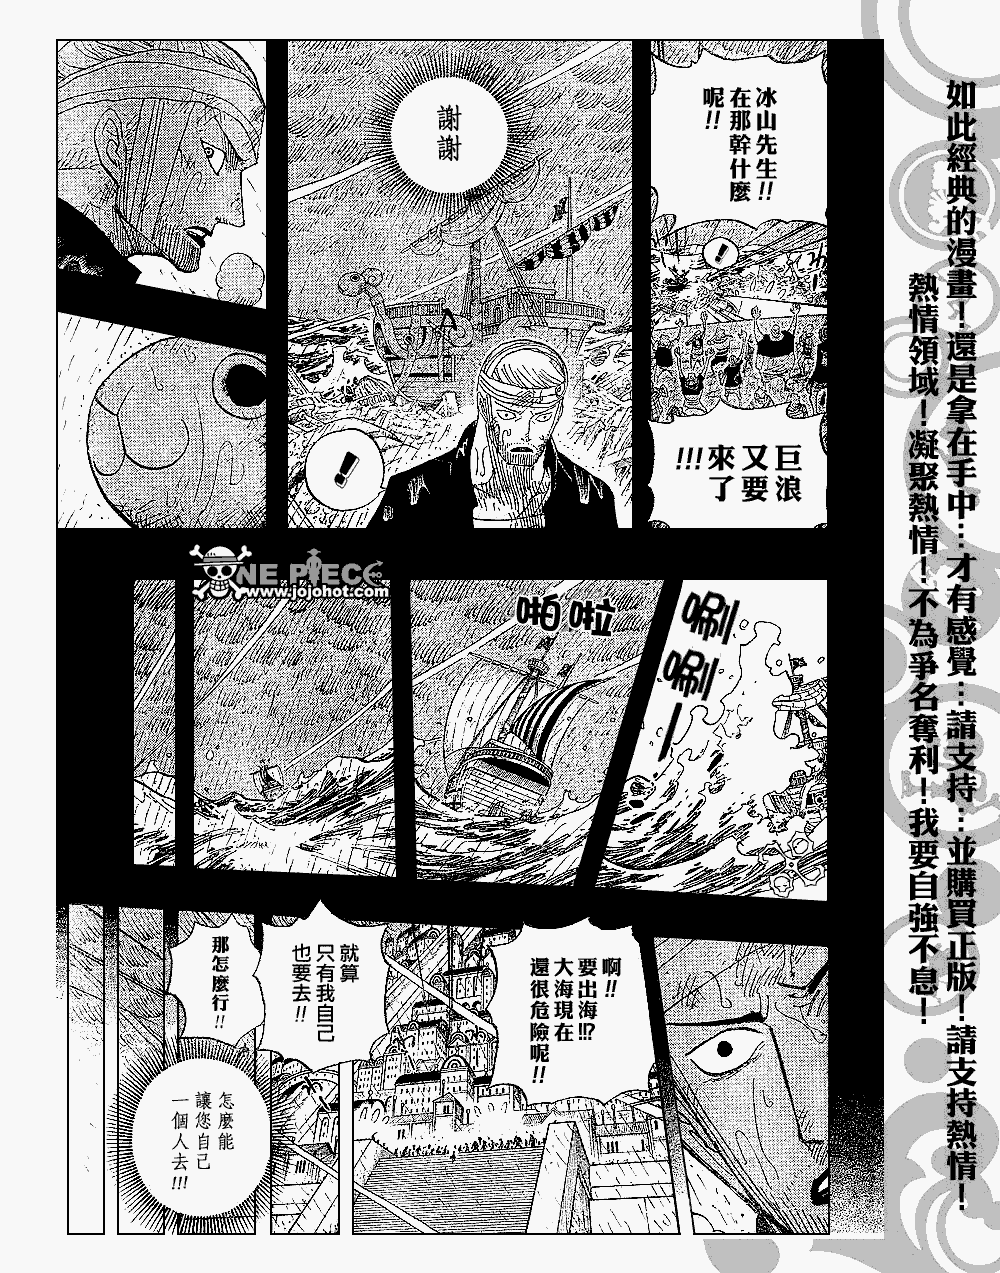 冰山先生!!
在那幹什麼
呢!!
!
巨浪
又要
來了
!!!
謝
謝
!
ONE PIECE
www.jojohot.com
啪啦
啊!!
要出海!!?
大海現在
還很危險呢!!
就算
只有我自己
也要去!!
那怎麼行!!
怎麼能
讓您自己
一個人去!!!
如此經典的漫畫！還是拿在手中…才有感覺…請支持…並購買正版！請支持熱情！
熱情領域！凝聚熱情！不為爭名奪利！我要自強不息！